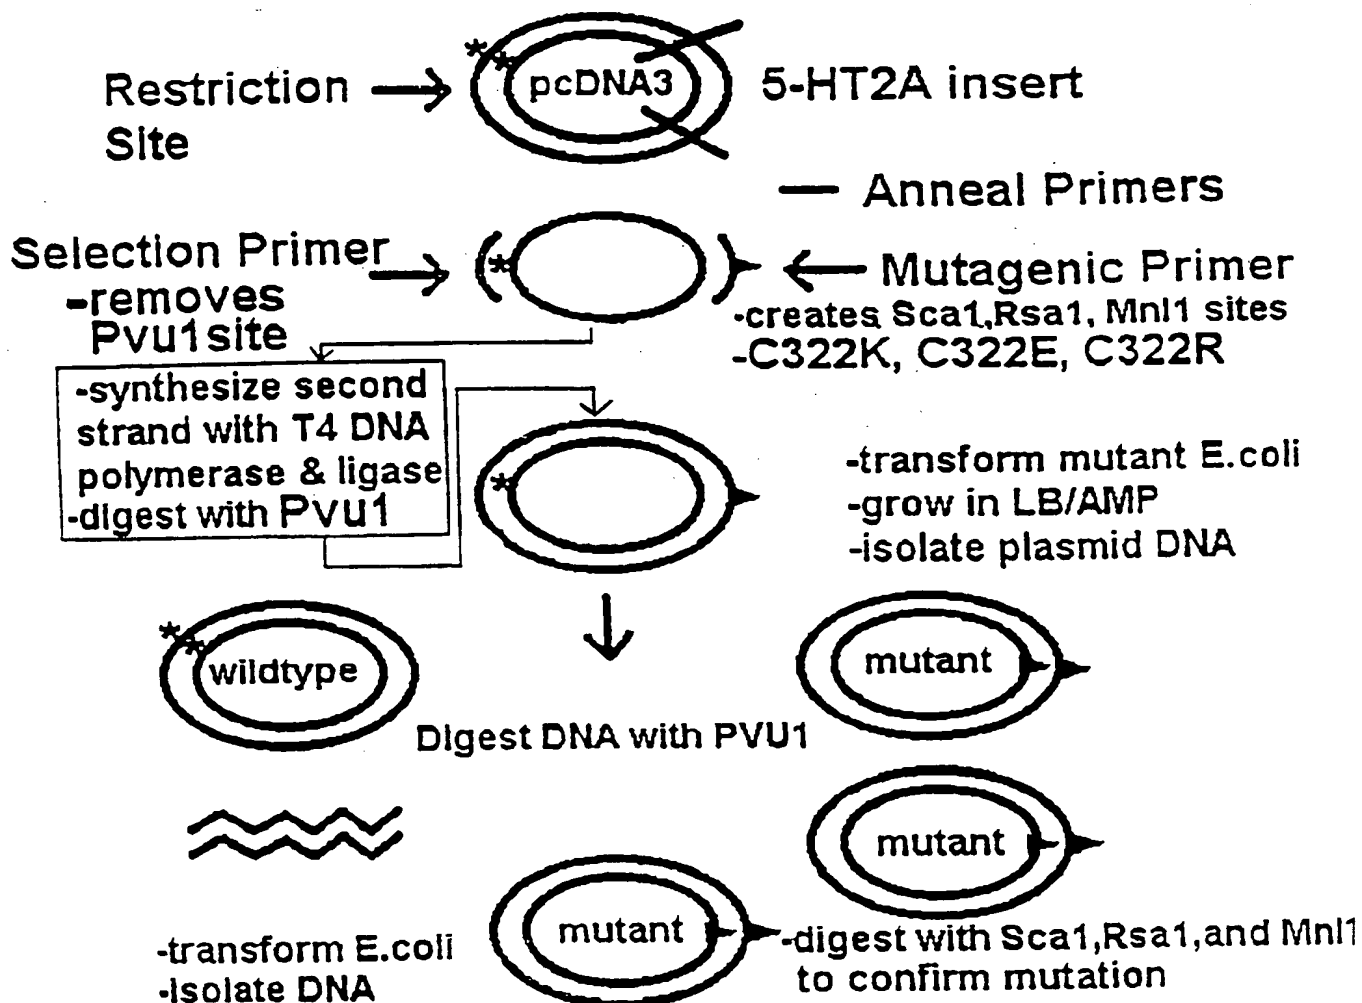 Restriction
Site
pcDNA3
5-HT2A insert
Anneal Primers
Selection Primer
-removes
Pvu1site
Mutagenic Primer
-creates Sca1,Rsa1, Mnl1 sites
-C322K, C322E, C322R
-synthesize second
strand with T4 DNA
polymerase & ligase
-digest with Pvu1
-transform mutant E.coli
-grow in LB/AMP
-isolate plasmid DNA
wildtype
mutant
Digest DNA with PVU1
mutant
mutant
-transform E.coli
-isolate DNA
-digest with Sca1,Rsa1,and Mnl1
to confirm mutation